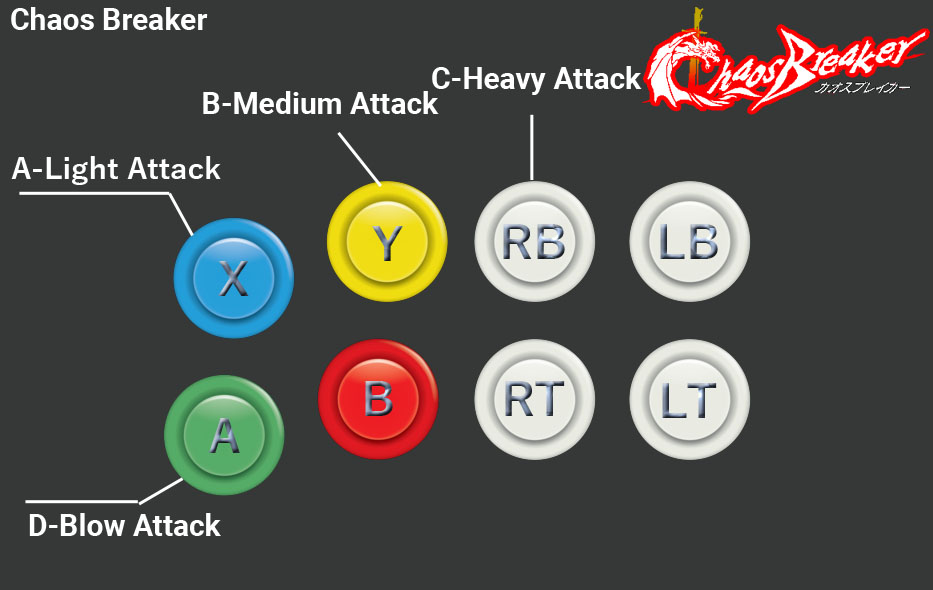 Chaos Breaker
ChaosBreaker
カオスブレイカー
C-Heavy Attack
B-Medium Attack
A-Light Attack
X
Y
RB
LB
A
B
RT
LT
D-Blow Attack